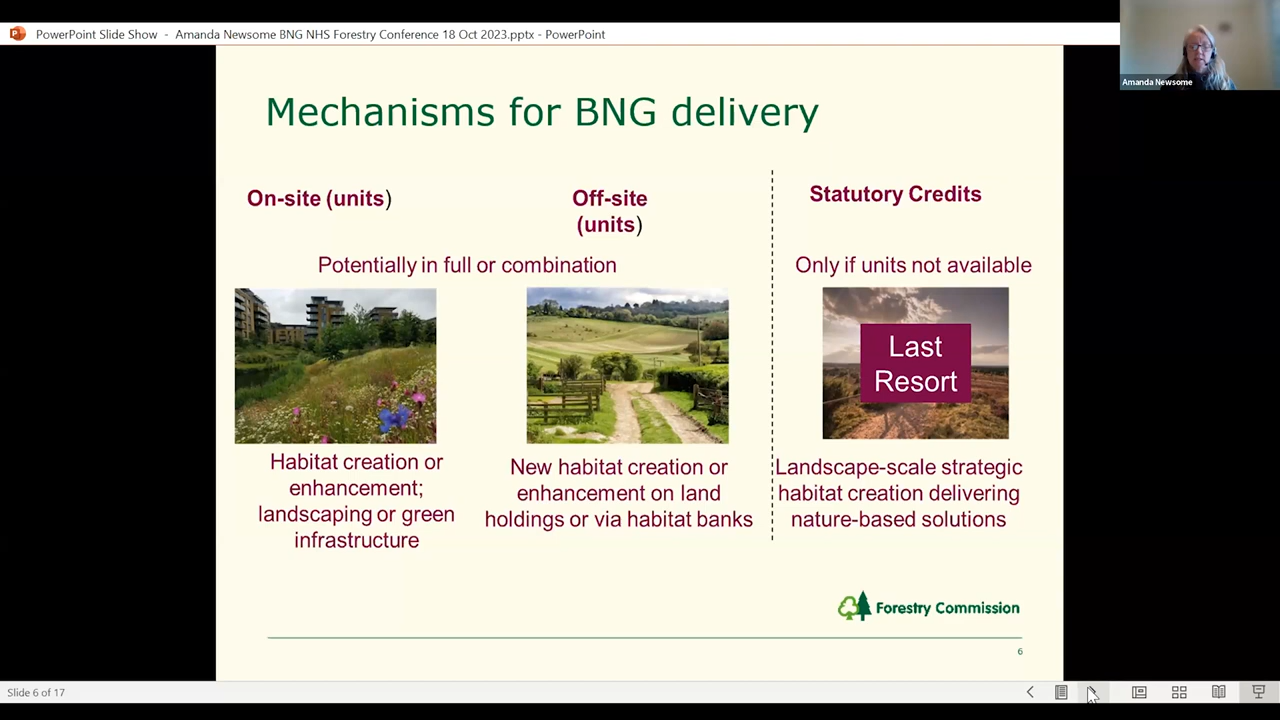 PowerPoint Slide Show - Amanda Newsome BNG NHS Forestry Conference 18 Oct 2023.pptx - PowerPoint
Amanda Newsome
Mechanisms for BNG delivery
On-site (units)
Off-site
(units)
Statutory Credits
Potentially in full or combination
Only if units not available
Last
Resort
Habitat creation or
enhancement;
landscaping or green
infrastructure
New habitat creation or
enhancement on land
holdings or via habitat banks
Landscape-scale strategic
habitat creation delivering
nature-based solutions
Forestry Commission
6
Slide 6 of 17